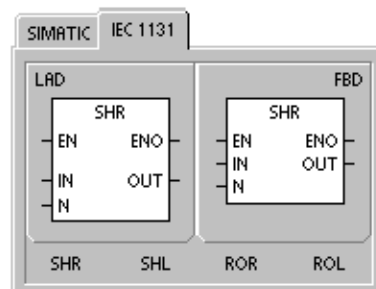 SIMATIC IEC 1131
LAD FBD
SHR SHR
EN ENO EN ENO
IN OUT IN OUT
N N
SHR SHL ROR ROL